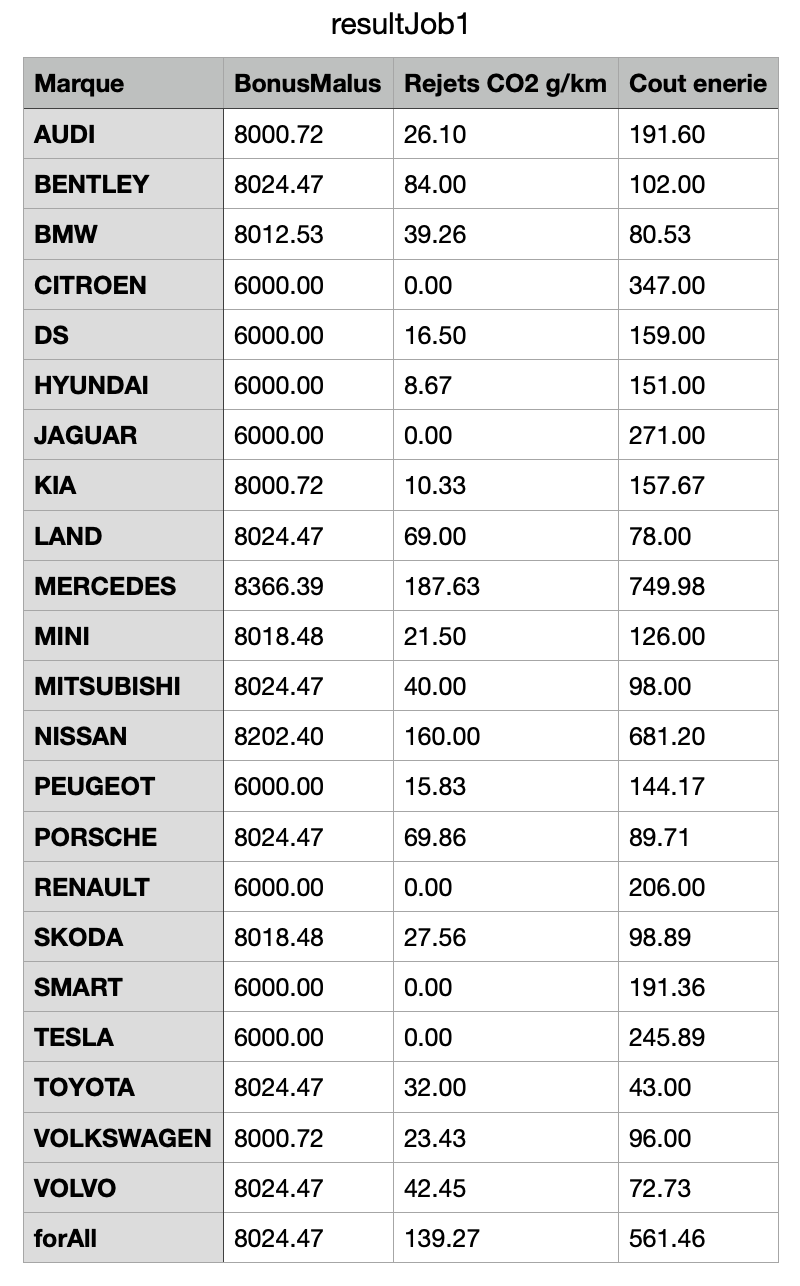 resultJob1
Marque BonusMalus Rejets CO2 g/km Cout enerie
AUDI 8000.72 26.10 191.60
BENTLEY 8024.47 84.00 102.00
BMW 8012.53 39.26 80.53
CITROEN 6000.00 0.00 347.00
DS 6000.00 16.50 159.00
HYUNDAI 6000.00 8.67 151.00
JAGUAR 6000.00 0.00 271.00
KIA 8000.72 10.33 157.67
LAND 8024.47 69.00 78.00
MERCEDES 8366.39 187.63 749.98
MINI 8018.48 21.50 126.00
MITSUBISHI 8024.47 40.00 98.00
NISSAN 8202.40 160.00 681.20
PEUGEOT 6000.00 15.83 144.17
PORSCHE 8024.47 69.86 89.71
RENAULT 6000.00 0.00 206.00
SKODA 8018.48 27.56 98.89
SMART 6000.00 0.00 191.36
TESLA 6000.00 0.00 245.89
TOYOTA 8024.47 32.00 43.00
VOLKSWAGEN 8000.72 23.43 96.00
VOLVO 8024.47 42.45 72.73
forAll 8024.47 139.27 561.46